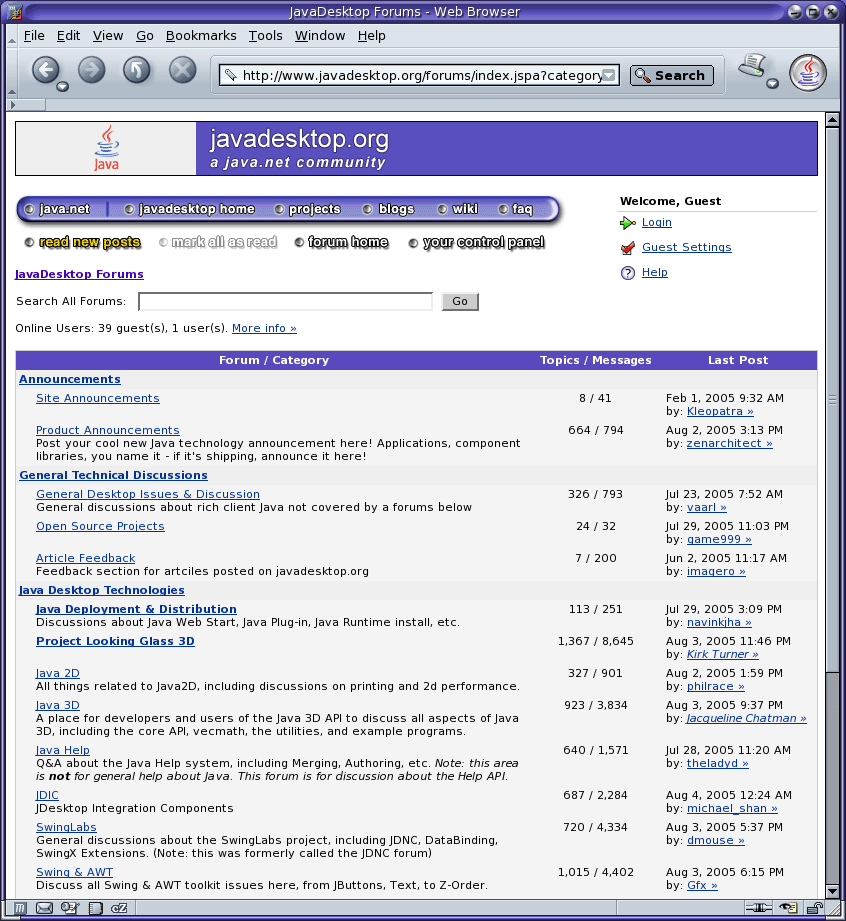 JavaDesktop Forums - Web Browser
File Edit View Go Bookmarks Tools Window Help
http://www.javadesktop.org/forums/index.jspa?category Search
Java
javadesktop.org
a java.net community
java.net javadesktop home projects blogs wiki faq
read new posts mark all as read forum home your control panel
Welcome, Guest
Login
Guest Settings
? Help
JavaDesktop Forums
Search All Forums: Go
Online Users: 39 guest(s), 1 user(s). More info »
Forum / Category Topics / Messages Last Post
Announcements
Site Announcements 8 / 41 Feb 1, 2005 9:32 AM
by: Kleopatra »
Product Announcements 664 / 794 Aug 2, 2005 3:13 PM
Post your cool new Java technology announcement here! Applications, component by: zenarchitect »
libraries, you name it - if it's shipping, announce it here!
General Technical Discussions
General Desktop Issues & Discussion 326 / 793 Jul 23, 2005 7:52 AM
General discussions about rich client Java not covered by a forums below by: vaarl »
Open Source Projects 24 / 32 Jul 29, 2005 11:03 PM
by: game999 »
Article Feedback 7 / 200 Jun 2, 2005 11:17 AM
Feedback section for artciles posted on javadesktop.org by: imagero »
Java Desktop Technologies
Java Deployment & Distribution 113 / 251 Jul 29, 2005 3:09 PM
Discussions about Java Web Start, Java Plug-in, Java Runtime install, etc. by: navinkjha »
Project Looking Glass 3D 1,367 / 8,645 Aug 3, 2005 11:46 PM
by: Kirk Turner »
Java 2D 327 / 901 Aug 2, 2005 1:59 PM
All things related to Java2D, including discussions on printing and 2d performance. by: philrace »
Java 3D 923 / 3,834 Aug 3, 2005 9:37 PM
A place for developers and users of the Java 3D API to discuss all aspects of Java by: Jacqueline Chatman »
3D, including the core API, vecmath, the utilities, and example programs.
Java Help 640 / 1,571 Jul 28, 2005 11:20 AM
Q&A about the Java Help system, including Merging, Authoring, etc. Note: this area by: theladyd »
is not for general help about Java. This forum is for discussion about the Help API.
JDIC 687 / 2,284 Aug 4, 2005 12:24 AM
JDesktop Integration Components by: michael_shan »
SwingLabs 720 / 4,334 Aug 3, 2005 5:37 PM
General discussions about the SwingLabs project, including JDNC, DataBinding, by: dmouse »
SwingX Extensions. (Note: this was formerly called the JDNC forum)
Swing & AWT 1,015 / 4,402 Aug 3, 2005 6:15 PM
Discuss all Swing & AWT toolkit issues here, from JButtons, Text, to Z-Order. by: Gfx »
cZ